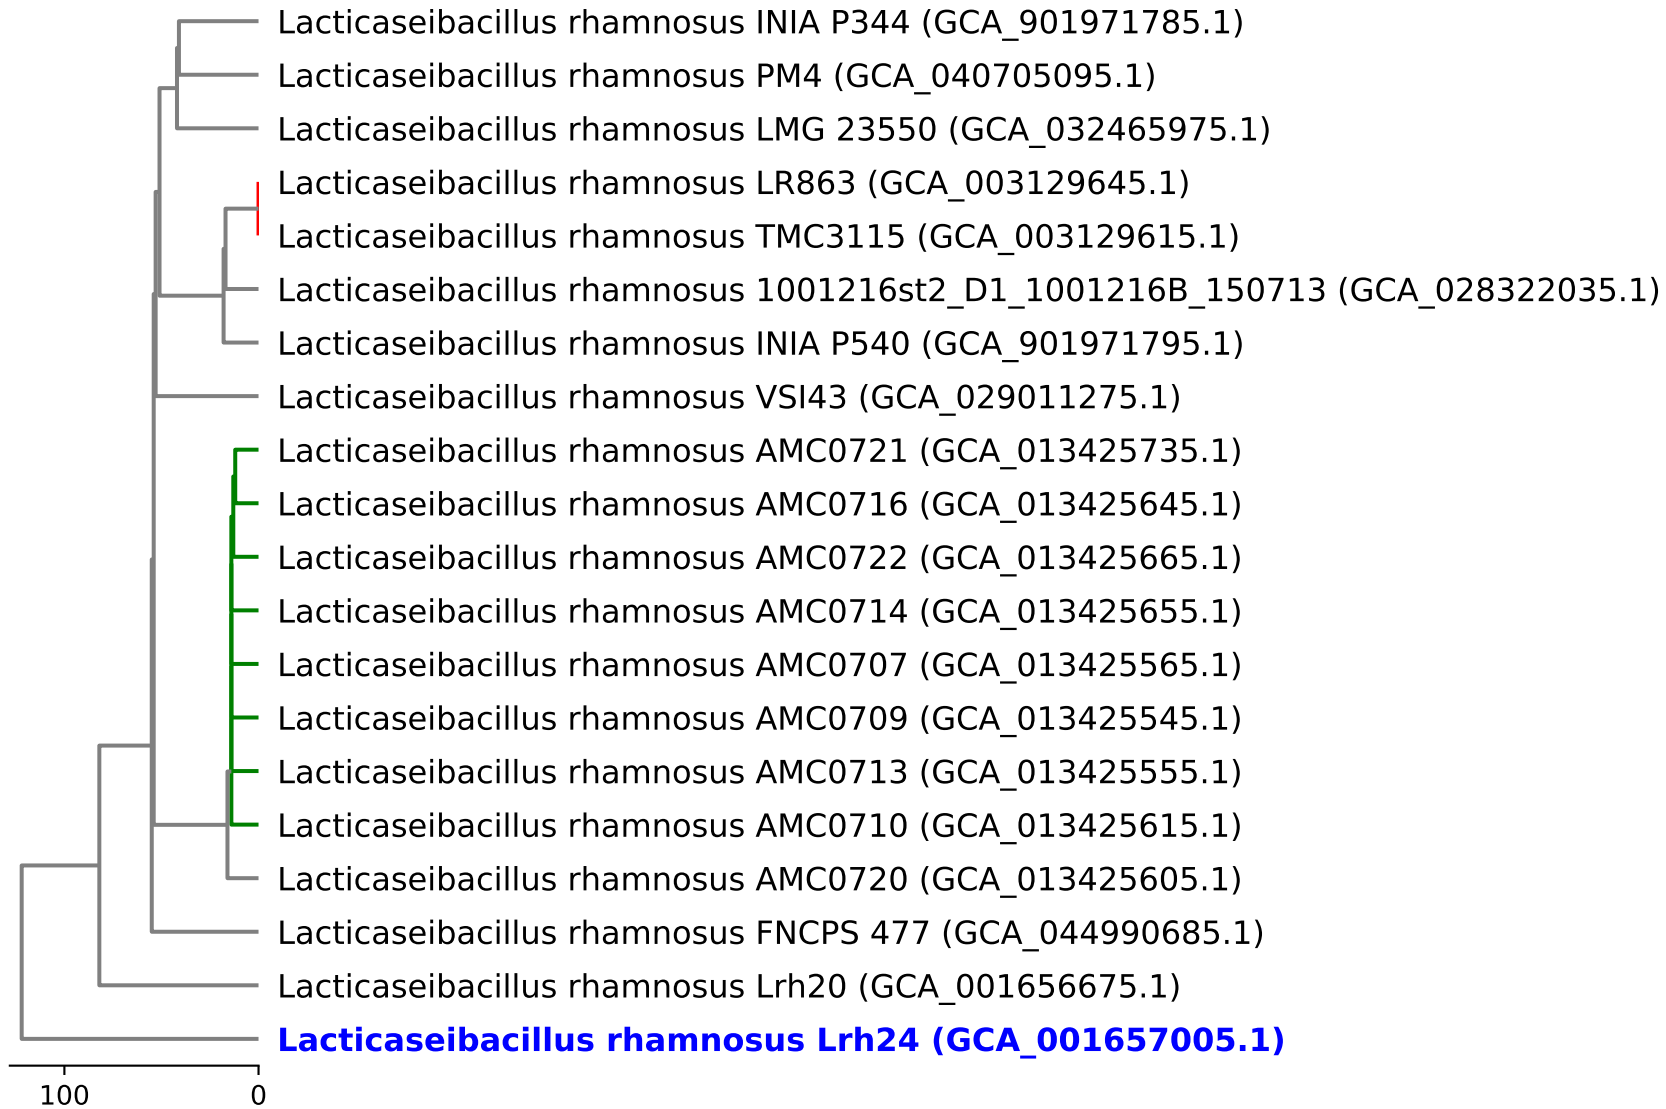 Lacticaseibacillus rhamnosus INIA P344 (GCA_901971785.1)
Lacticaseibacillus rhamnosus PM4 (GCA_040705095.1)
Lacticaseibacillus rhamnosus LMG 23550 (GCA_032465975.1)
Lacticaseibacillus rhamnosus LR863 (GCA_003129645.1)
Lacticaseibacillus rhamnosus TMC3115 (GCA_003129615.1)
Lacticaseibacillus rhamnosus 1001216st2_D1_1001216B_150713 (GCA_028322035.1)
Lacticaseibacillus rhamnosus INIA P540 (GCA_901971795.1)
Lacticaseibacillus rhamnosus VSI43 (GCA_029011275.1)
Lacticaseibacillus rhamnosus AMC0721 (GCA_013425735.1)
Lacticaseibacillus rhamnosus AMC0716 (GCA_013425645.1)
Lacticaseibacillus rhamnosus AMC0722 (GCA_013425665.1)
Lacticaseibacillus rhamnosus AMC0714 (GCA_013425655.1)
Lacticaseibacillus rhamnosus AMC0707 (GCA_013425565.1)
Lacticaseibacillus rhamnosus AMC0709 (GCA_013425545.1)
Lacticaseibacillus rhamnosus AMC0713 (GCA_013425555.1)
Lacticaseibacillus rhamnosus AMC0710 (GCA_013425615.1)
Lacticaseibacillus rhamnosus AMC0720 (GCA_013425605.1)
Lacticaseibacillus rhamnosus FNCPS 477 (GCA_044990685.1)
Lacticaseibacillus rhamnosus Lrh20 (GCA_001656675.1)
Lacticaseibacillus rhamnosus Lrh24 (GCA_001657005.1)
100 0